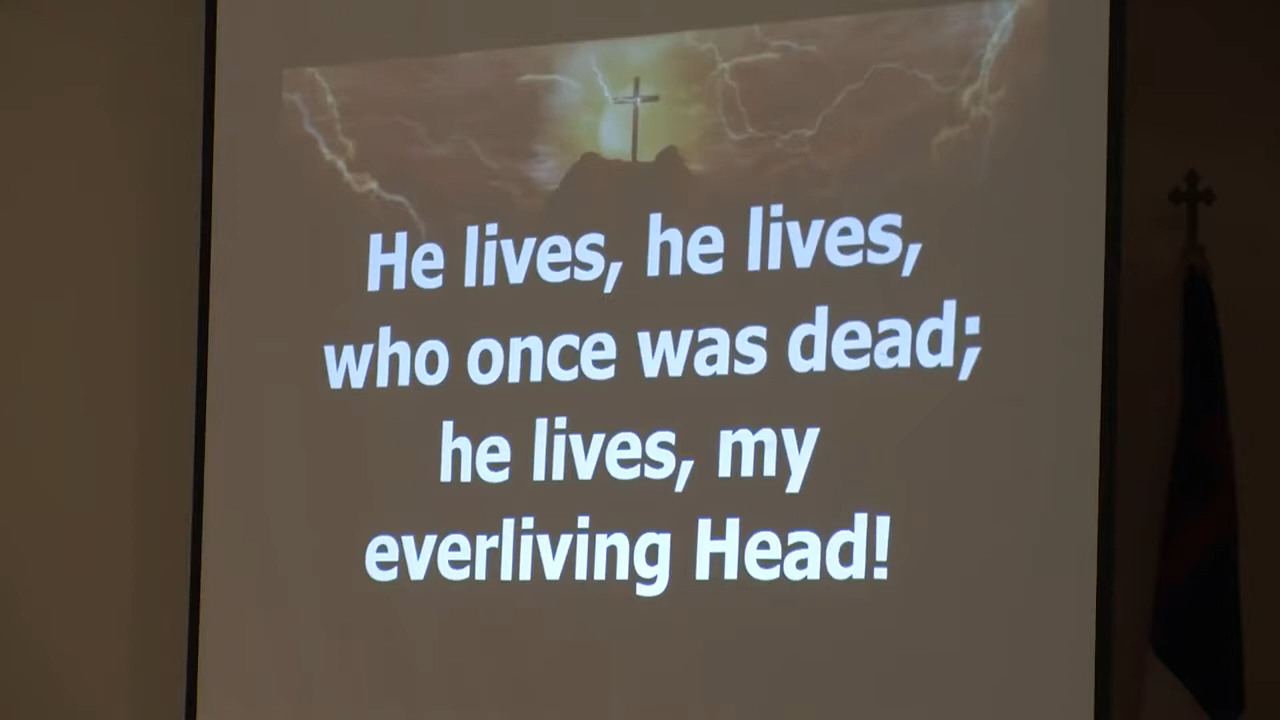 He lives, he lives,
who once was dead;
he lives, my
everliving Head!